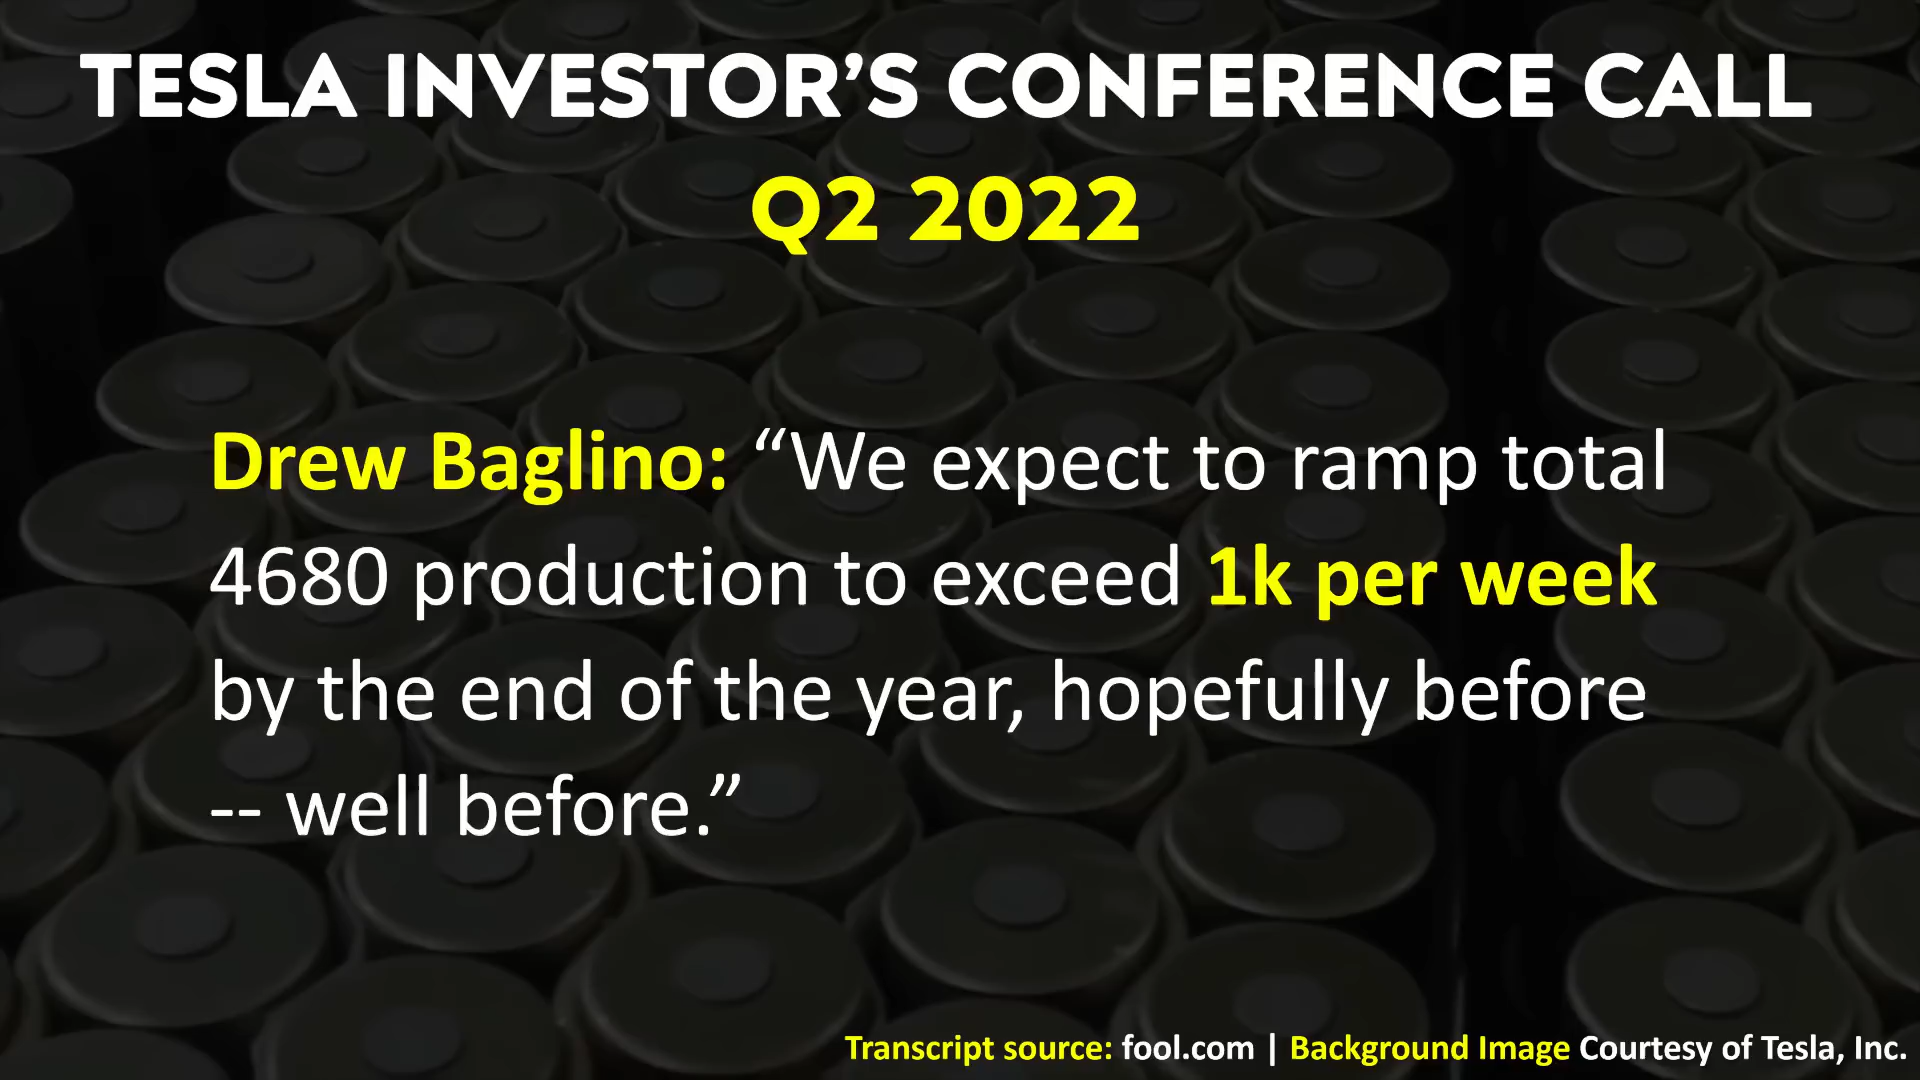 TESLA INVESTOR’S CONFERENCE CALL
Q2 2022
Drew Baglino: “We expect to ramp total
4680 production to exceed 1k per week
by the end of the year, hopefully before
-- well before.”
Transcript source: fool.com | Background Image Courtesy of Tesla, Inc.